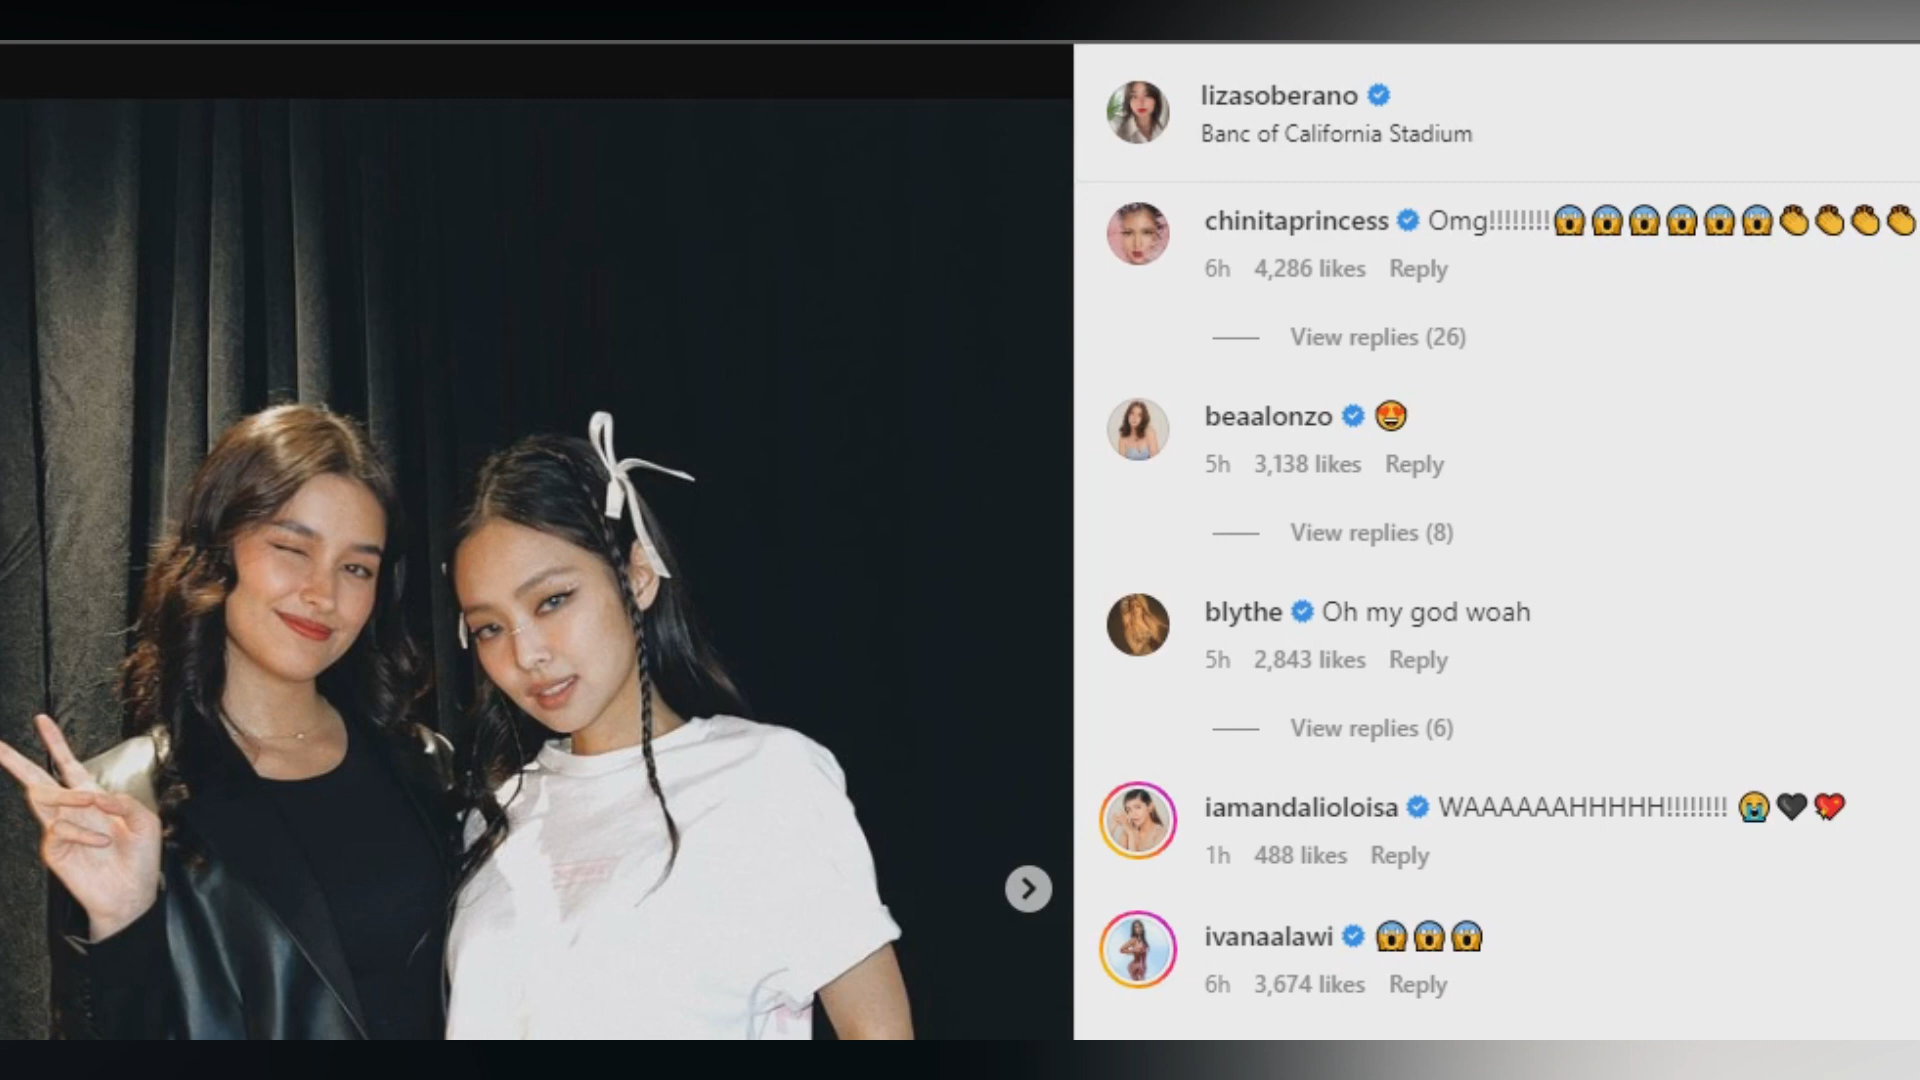 lizasoberano
Banc of California Stadium
chinitaprincess Omg!!!!!!!!😱😱😱😱😱😱👏👏👏👏
6h 4,286 likes Reply
View replies (26)
beaalonzo 😍
5h 3,138 likes Reply
View replies (8)
blythe Oh my god woah
5h 2,843 likes Reply
View replies (6)
iamandalioloisa WAAAAAAHHHHH!!!!!!!! 😭🖤💖
1h 488 likes Reply
ivanaalawi 😱😱😱
6h 3,674 likes Reply